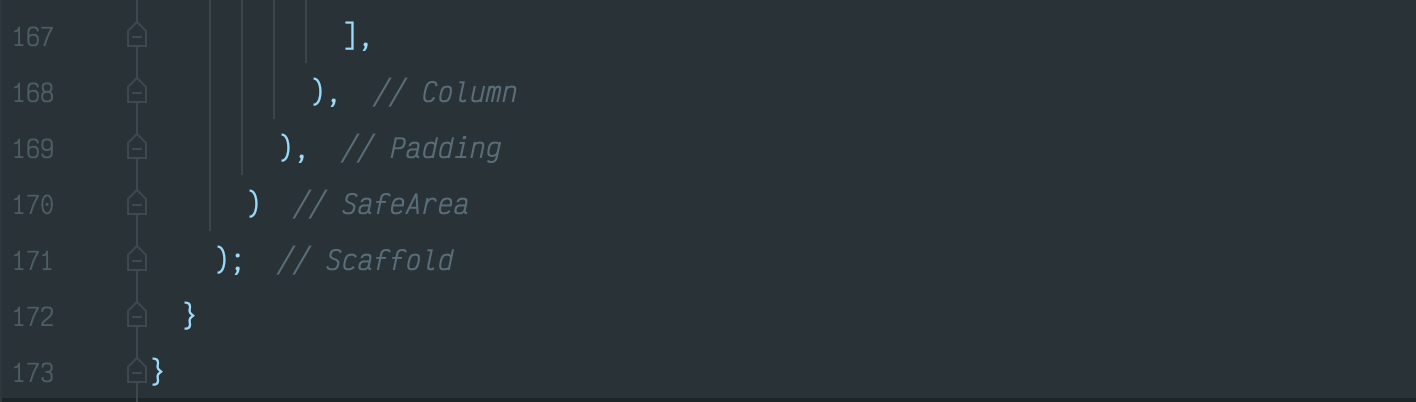 167 ],
168 ), // Column
169 ), // Padding
170 ) // SafeArea
171 ); // Scaffold
172 }
173 }